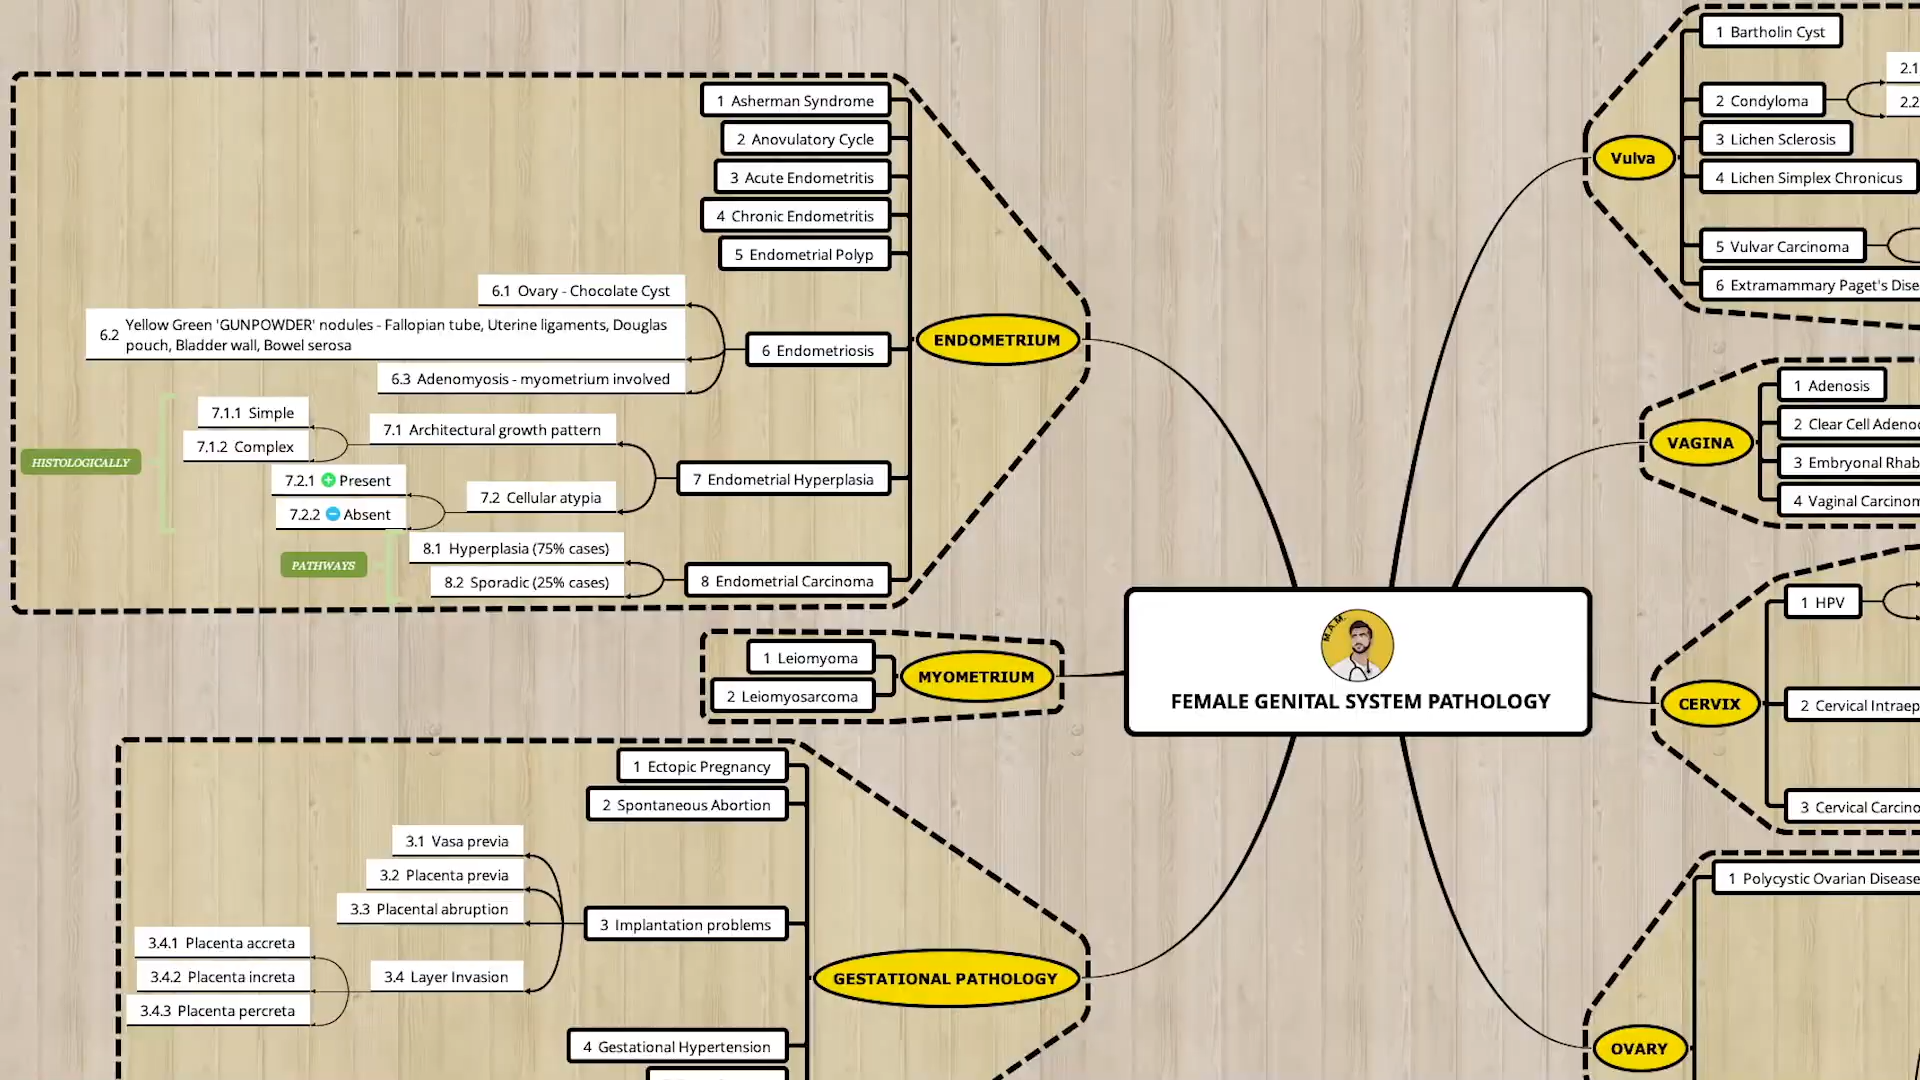 FEMALE GENITAL SYSTEM PATHOLOGY
M.A.M.
ENDOMETRIUM
1 Asherman Syndrome
2 Anovulatory Cycle
3 Acute Endometritis
4 Chronic Endometritis
5 Endometrial Polyp
6 Endometriosis
6.1 Ovary - Chocolate Cyst
6.2 Yellow Green 'GUNPOWDER' nodules - Fallopian tube, Uterine ligaments, Douglas
pouch, Bladder wall, Bowel serosa
6.3 Adenomyosis - myometrium involved
7 Endometrial Hyperplasia
7.1 Architectural growth pattern
7.1.1 Simple
7.1.2 Complex
7.2 Cellular atypia
7.2.1 Present
7.2.2 Absent
HISTOLOGICALLY
8 Endometrial Carcinoma
8.1 Hyperplasia (75% cases)
8.2 Sporadic (25% cases)
PATHWAYS
MYOMETRIUM
1 Leiomyoma
2 Leiomyosarcoma
GESTATIONAL PATHOLOGY
1 Ectopic Pregnancy
2 Spontaneous Abortion
3 Implantation problems
3.1 Vasa previa
3.2 Placenta previa
3.3 Placental abruption
3.4 Layer Invasion
3.4.1 Placenta accreta
3.4.2 Placenta increta
3.4.3 Placenta percreta
4 Gestational Hypertension
Vulva
1 Bartholin Cyst
2 Condyloma
2.1
2.2
3 Lichen Sclerosis
4 Lichen Simplex Chronicus
5 Vulvar Carcinoma
6 Extramammary Paget's Dise
VAGINA
1 Adenosis
2 Clear Cell Adeno
3 Embryonal Rhab
4 Vaginal Carcinom
CERVIX
1 HPV
2 Cervical Intraep
3 Cervical Carcino
OVARY
1 Polycystic Ovarian Disease